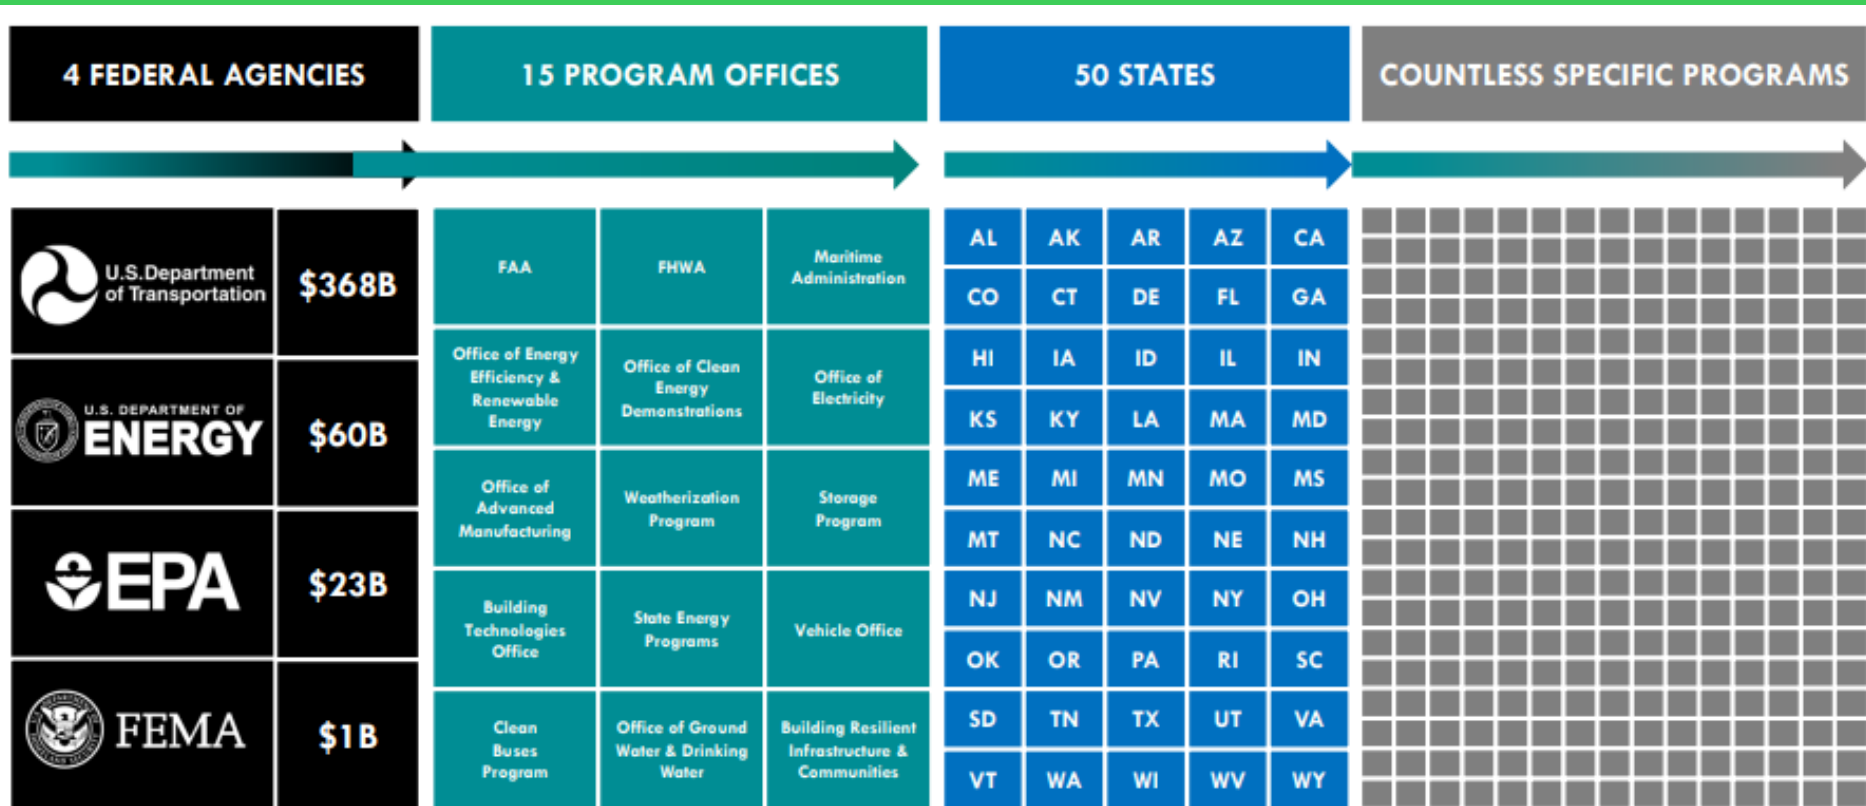 4 FEDERAL AGENCIES
15 PROGRAM OFFICES
50 STATES
COUNTLESS SPECIFIC PROGRAMS
U.S. Department
of Transportation
$368B
U.S. DEPARTMENT OF
ENERGY
$60B
EPA
$23B
FEMA
$1B
FAA
FHWA
Maritime
Administration
Office of Energy
Efficiency &
Renewable
Energy
Office of Clean
Energy
Demonstrations
Office of
Electricity
Office of
Advanced
Manufacturing
Weatherization
Program
Storage
Program
Building
Technologies
Office
State Energy
Programs
Vehicle Office
Clean
Buses
Program
Office of Ground
Water & Drinking
Water
Building Resilient
Infrastructure &
Communities
AL AK AR AZ CA
CO CT DE FL GA
HI IA ID IL IN
KS KY LA MA MD
ME MI MN MO MS
MT NC ND NE NH
NJ NM NV NY OH
OK OR PA RI SC
SD TN TX UT VA
VT WA WI WV WY